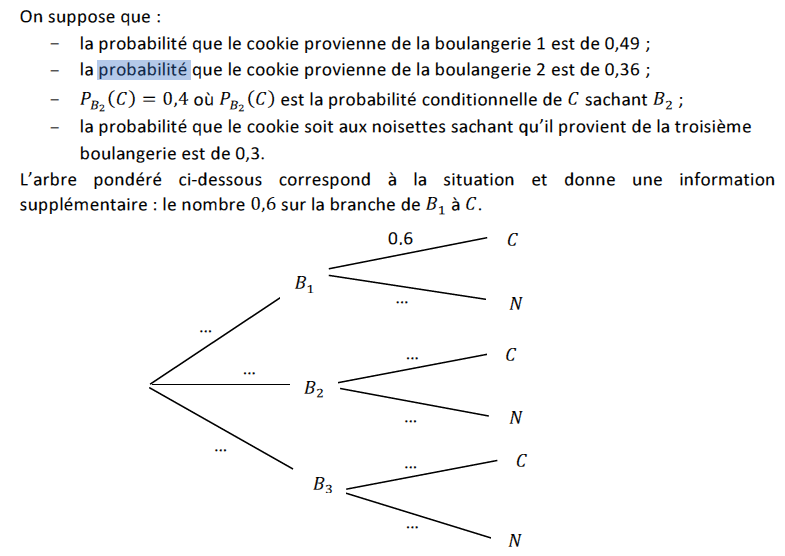 On suppose que :
− la probabilité que le cookie provienne de la boulangerie 1 est de 0,49 ;
− la probabilité que le cookie provienne de la boulangerie 2 est de 0,36 ;
− P_{B_2}(C) = 0,4 où P_{B_2}(C) est la probabilité conditionnelle de C sachant B_2 ;
− la probabilité que le cookie soit aux noisettes sachant qu'il provient de la troisième
boulangerie est de 0,3.
L'arbre pondéré ci-dessous correspond à la situation et donne une information
supplémentaire : le nombre 0,6 sur la branche de B_1 à C.
0.6
C
B_1
...
N
...
...
C
...
B_2
...
N
...
...
C
B_3
...
N